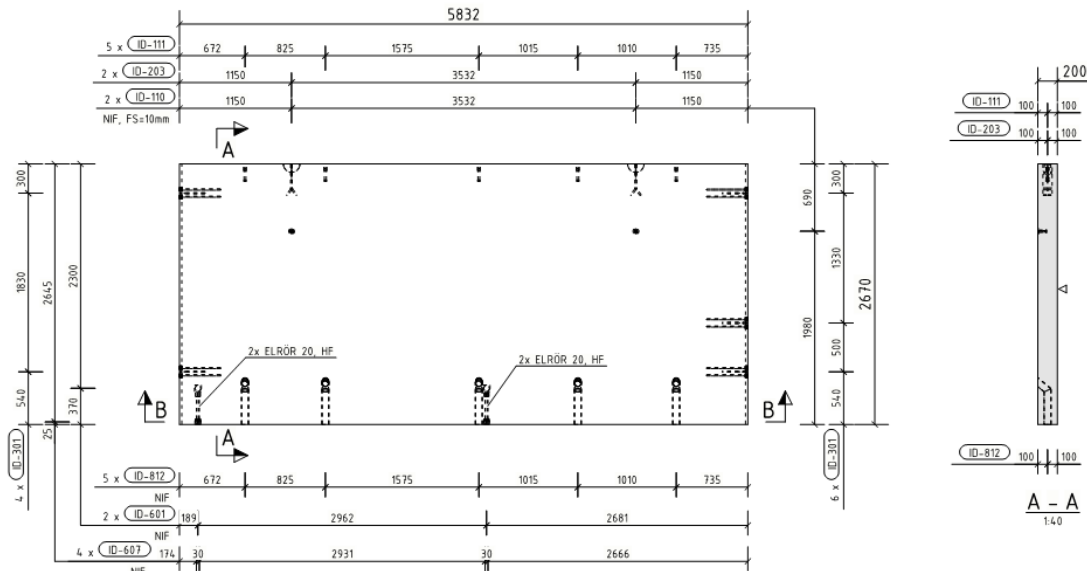 5832
5 x ID-111 672 825 1575 1015 1010 735
2 x ID-203 1150 3532 1150
2 x ID-110 1150 3532 1150
NIF, FS=10mm
200
ID-111 100 100
ID-203 100 100
A
300
1830
540
2645
25
2300
370
690
1980
300
1330
500
540
2670
2x ELRÖR 20, HF
2x ELRÖR 20, HF
B
B
A
4 x ID-301
6 x ID-301
5 x ID-812 672 825 1575 1015 1010 735
NIF
2 x ID-601 189 2962 2681
NIF
4 x ID-607 174 30 2931 30 2666
NIF
ID-812 100 100
A - A
1:40